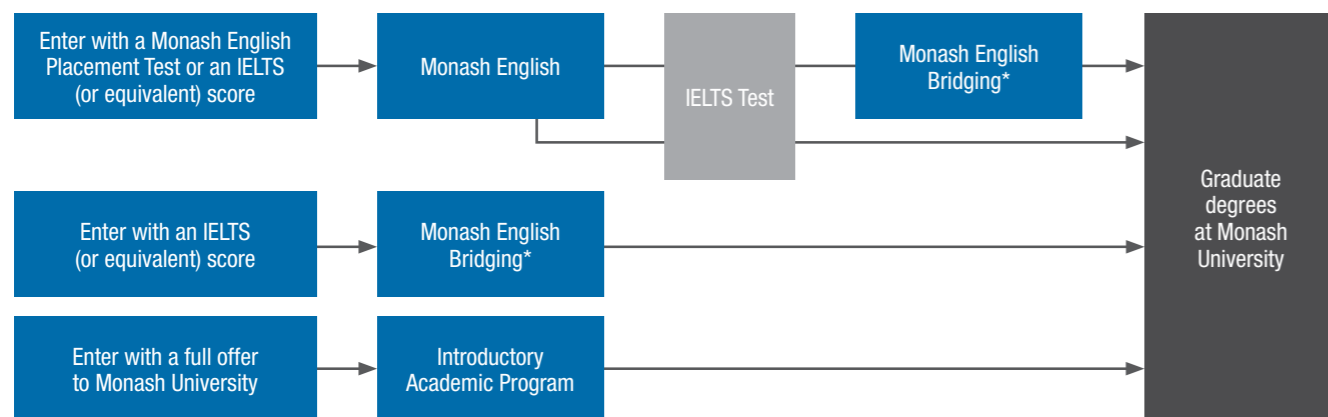 Enter with a Monash English
Placement Test or an IELTS
(or equivalent) score
Monash English
IELTS Test
Monash English
Bridging*
Graduate
degrees
at Monash
University
Enter with an IELTS
(or equivalent) score
Monash English
Bridging*
Enter with a full offer
to Monash University
Introductory
Academic Program